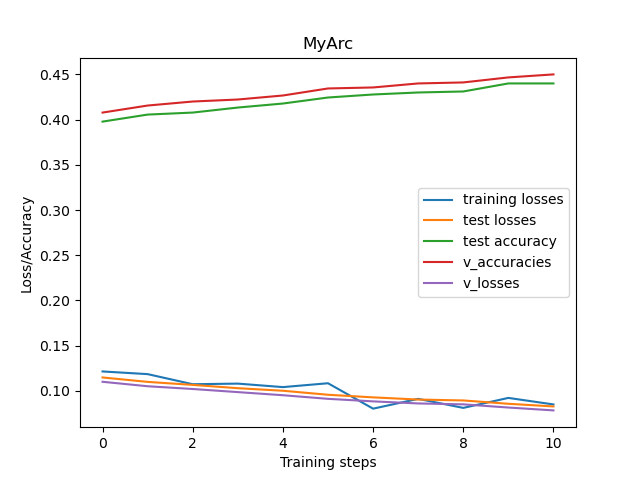 MyArc
Loss/Accuracy
0.45
0.40
0.35
0.30
0.25
0.20
0.15
0.10
training losses
test losses
test accuracy
v_accuracies
v_losses
0 2 4 6 8 10
Training steps